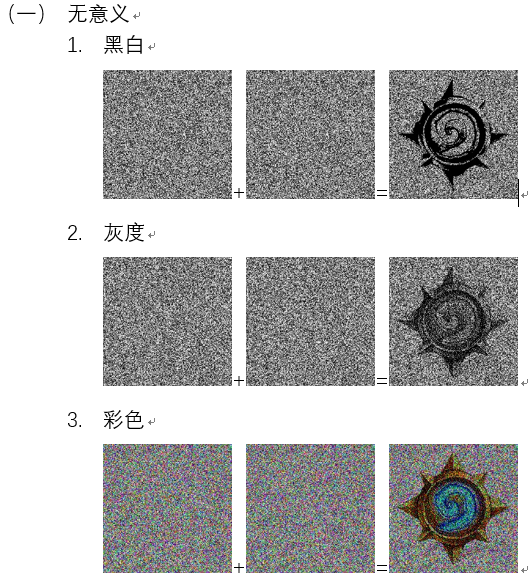 （一） 无意义
1. 黑白
+ =
2. 灰度
+ =
3. 彩色
+ =